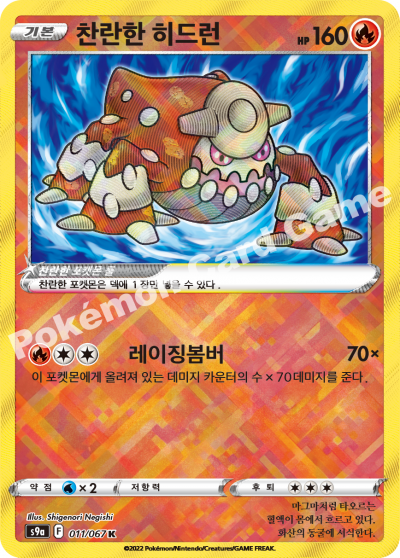 기본 찬란한 히드런 HP 160
찬란한 포켓몬 룰
찬란한 포켓몬은 덱에 1장만 넣을 수 있다.
레이징봄버 70×
이 포켓몬에게 올려져 있는 데미지 카운터의 수 × 70데미지를 준다.
약점 ×2 저항력 후퇴
Illus. Shigenori Negishi
s9a F 011/067 K
마그마처럼 타오르는
혈액이 몸에서 흐르고 있다.
화산의 동굴에 서식한다.
©2022 Pokémon/Nintendo/Creatures/GAME FREAK.
Pokémon Card Game